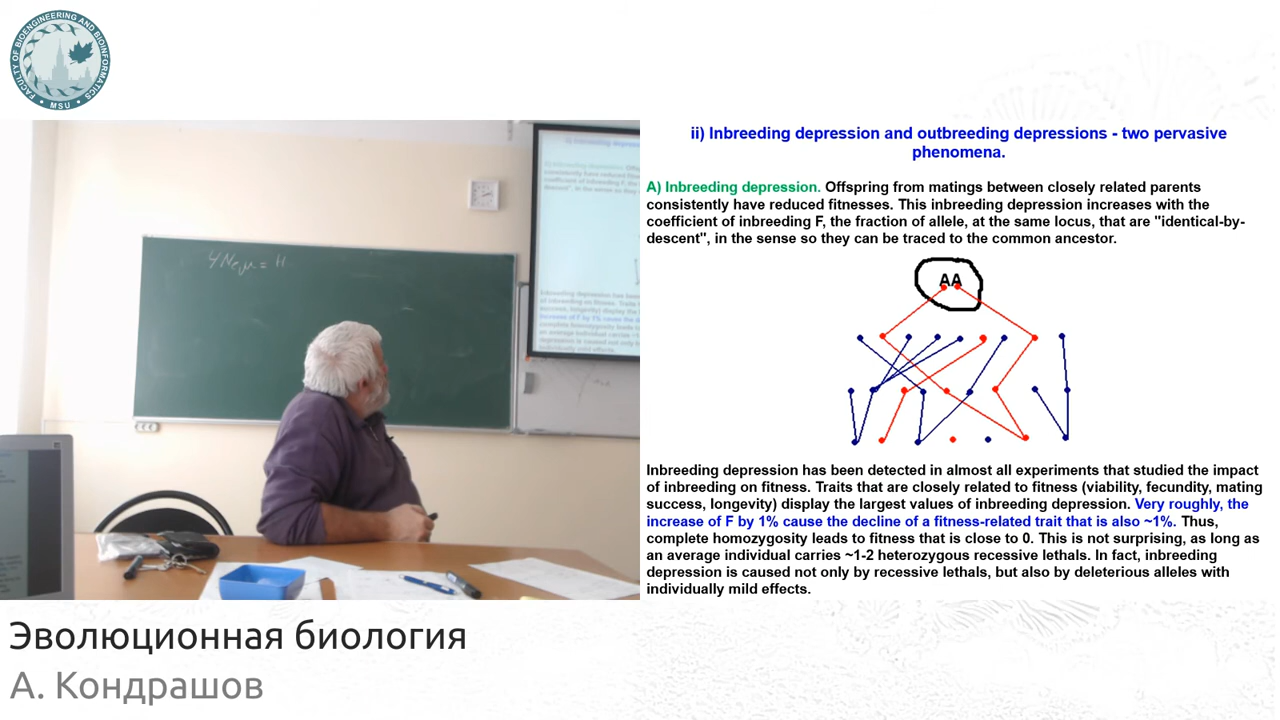 FACULTY OF BIOENGINEERING AND BIOINFORMATICS
• MSU •
ii) Inbreeding depression and outbreeding depressions - two pervasive
phenomena.
A) Inbreeding depression. Offspring from matings between closely related parents
consistently have reduced fitnesses. This inbreeding depression increases with the
coefficient of inbreeding F, the fraction of allele, at the same locus, that are "identical-by-
descent", in the sense so they can be traced to the common ancestor.
AA
4Neμ = H
Inbreeding depression has been detected in almost all experiments that studied the impact
of inbreeding on fitness. Traits that are closely related to fitness (viability, fecundity, mating
success, longevity) display the largest values of inbreeding depression. Very roughly, the
increase of F by 1% cause the decline of a fitness-related trait that is also ~1%. Thus,
complete homozygosity leads to fitness that is close to 0. This is not surprising, as long as
an average individual carries ~1-2 heterozygous recessive lethals. In fact, inbreeding
depression is caused not only by recessive lethals, but also by deleterious alleles with
individually mild effects.
Эволюционная биология
А. Кондрашов